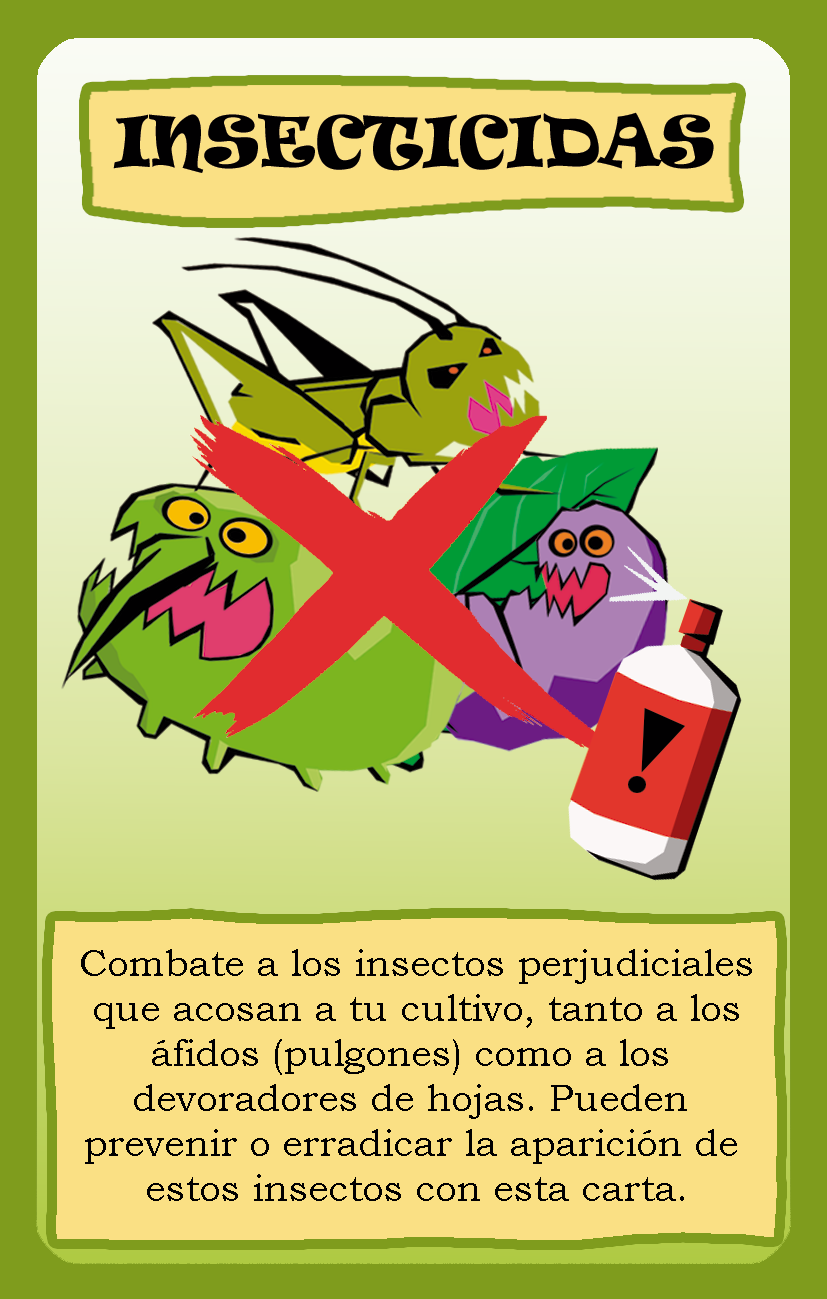 INSECTICIDAS
!
Combate a los insectos perjudiciales
que acosan a tu cultivo, tanto a los
áfidos (pulgones) como a los
devoradores de hojas. Pueden
prevenir o erradicar la aparición de
estos insectos con esta carta.